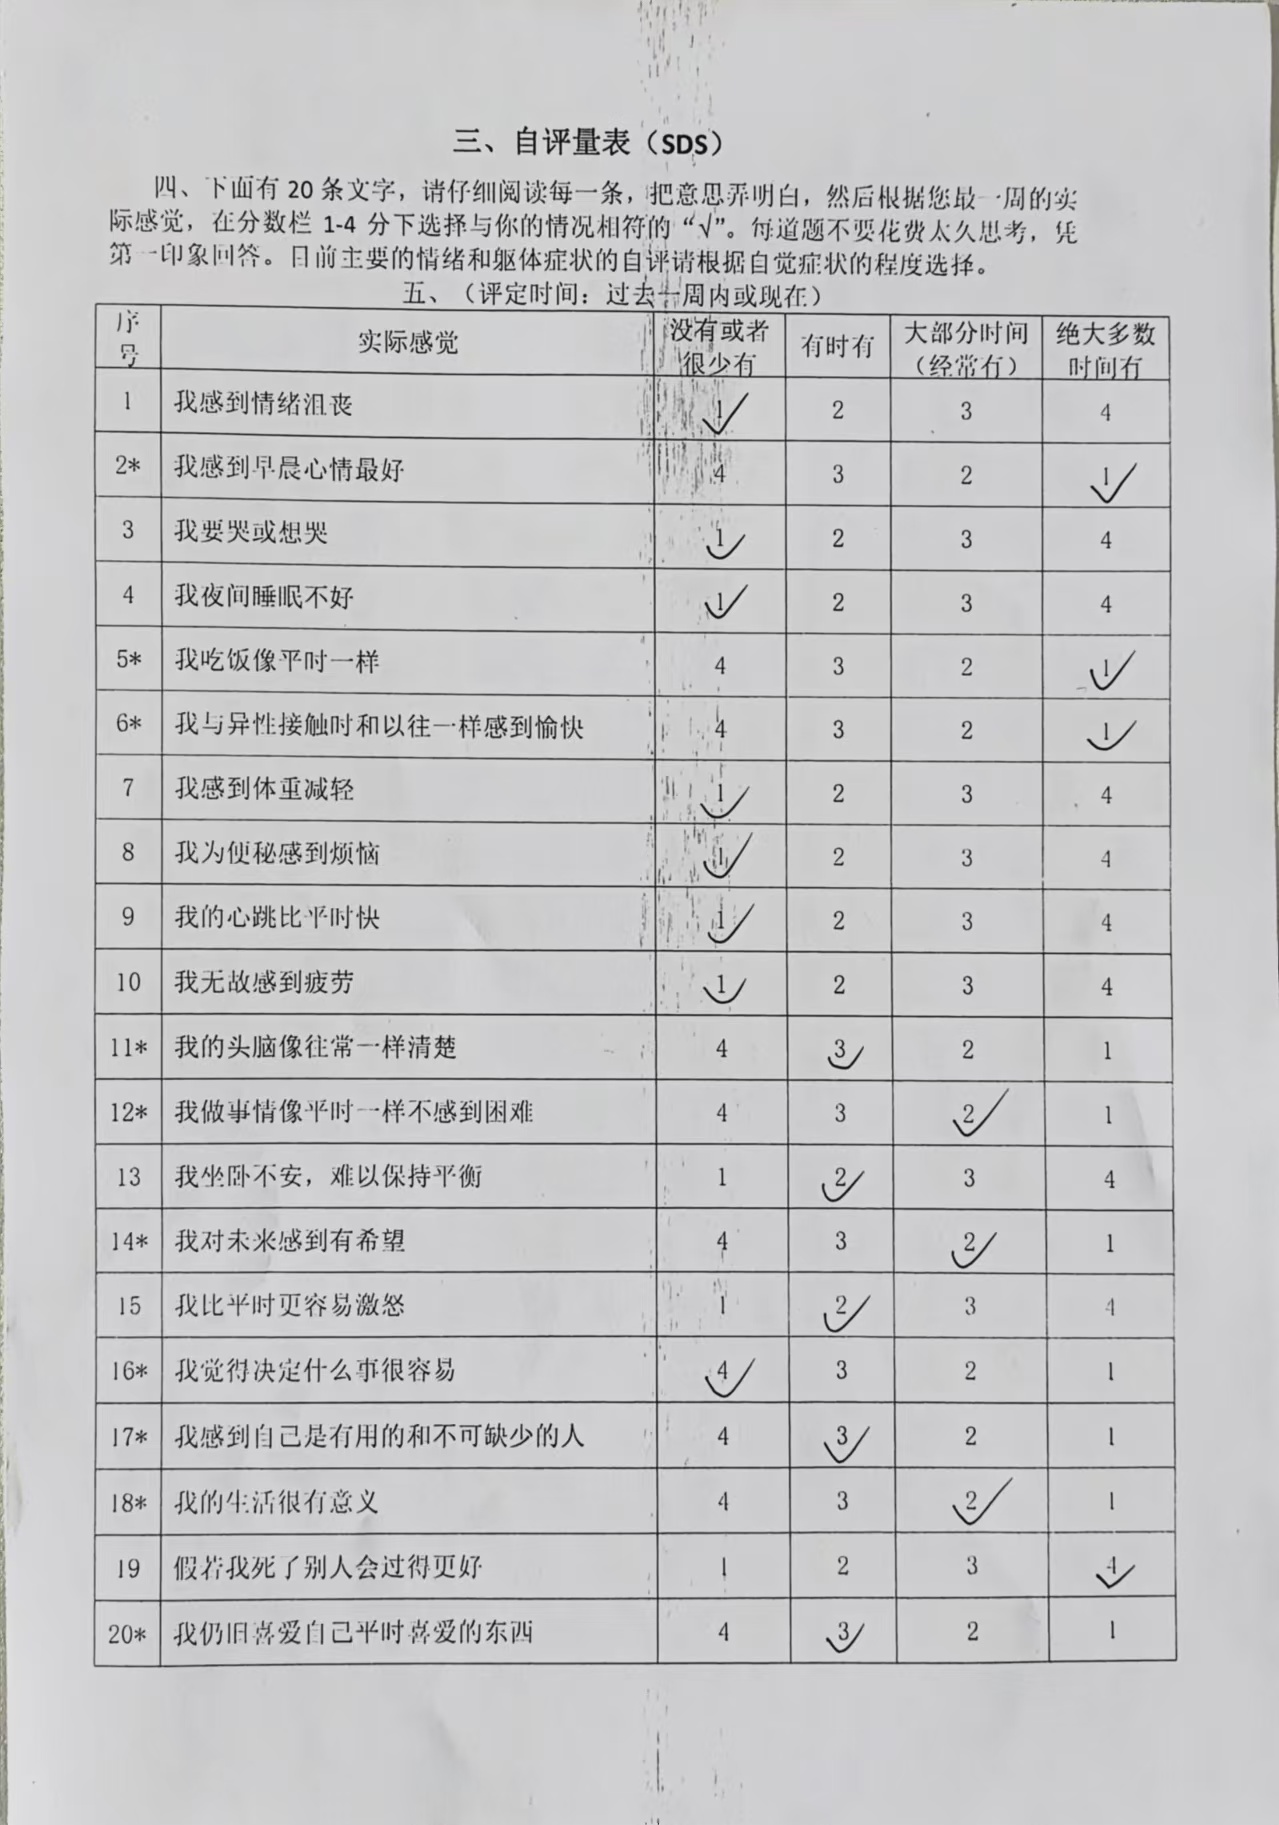 三、自评量表（SDS）
四、下面有 20 条文字，请仔细阅读每一条，把意思弄明白，然后根据您最一周的实
际感觉，在分数栏 1-4 分下选择与你的情况相符的“√”。每道题不要花费太久思考，凭
第一印象回答。目前主要的情绪和躯体症状的自评请根据自觉症状的程度选择。
五、（评定时间：过去一周内或现在）
序号 实际感觉 没有或者很少有 有时有 大部分时间（经常有） 绝大多数时间有
1 我感到情绪沮丧 1✓ 2 3 4
2* 我感到早晨心情最好 4 3 2 1✓
3 我要哭或想哭 1✓ 2 3 4
4 我夜间睡眠不好 1✓ 2 3 4
5* 我吃饭像平时一样 4 3 2 1✓
6* 我与异性接触时和以往一样感到愉快 4 3 2 1✓
7 我感到体重减轻 1✓ 2 3 4
8 我为便秘感到烦恼 1✓ 2 3 4
9 我的心跳比平时快 1✓ 2 3 4
10 我无故感到疲劳 1✓ 2 3 4
11* 我的头脑像往常一样清楚 4 3✓ 2 1
12* 我做事情像平时一样不感到困难 4 3 2✓ 1
13 我坐卧不安，难以保持平衡 1 2✓ 3 4
14* 我对未来感到有希望 4 3 2✓ 1
15 我比平时更容易激怒 1 2✓ 3 4
16* 我觉得决定什么事很容易 4✓ 3 2 1
17* 我感到自己是有用的和不可缺少的人 4 3✓ 2 1
18* 我的生活很有意义 4 3 2✓ 1
19 假若我死了别人会过得更好 1 2 3 4✓
20* 我仍旧喜爱自己平时喜爱的东西 4 3✓ 2 1